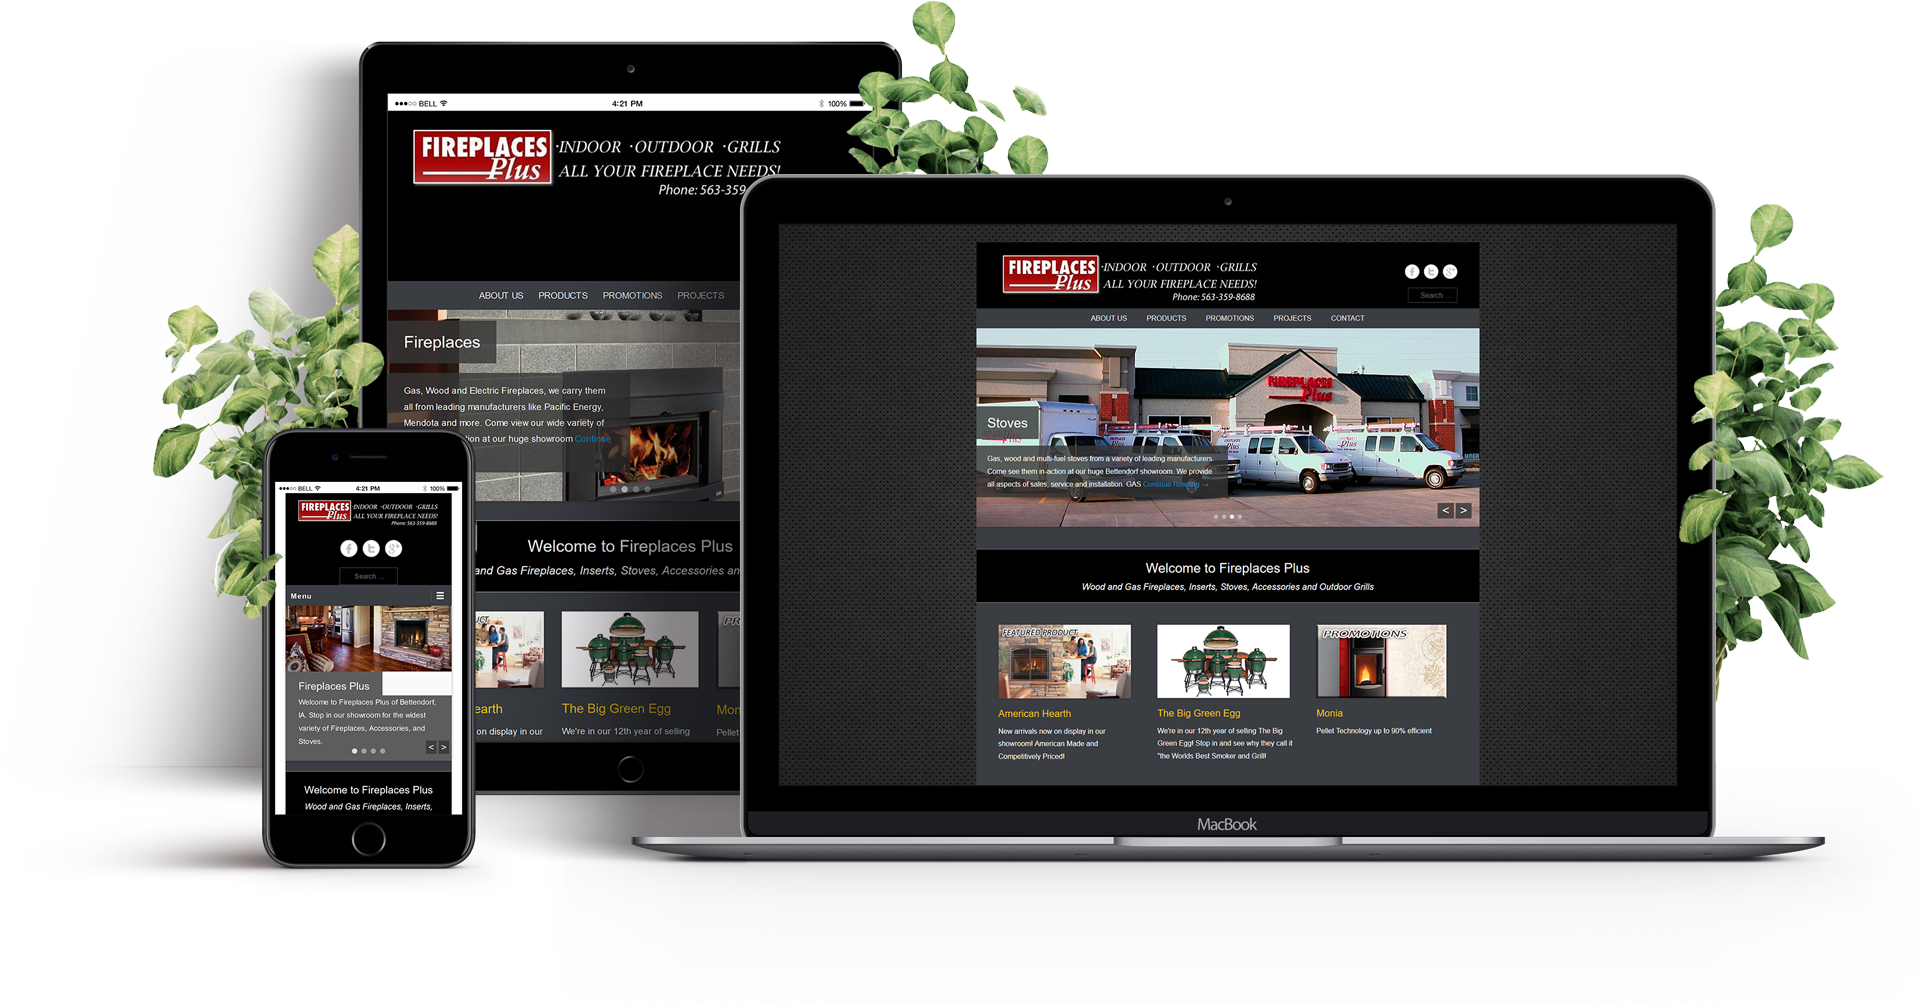 BELL
4:21 PM
100%
FIREPLACES
Plus
·INDOOR ·OUTDOOR ·GRILLS
ALL YOUR FIREPLACE NEEDS!
Phone: 563-359
ABOUT US PRODUCTS PROMOTIONS PROJECTS
Fireplaces
Gas, Wood and Electric Fireplaces, we carry them
all from leading manufacturers like Pacific Energy,
Mendota and more. Come view our wide variety of
tion at our huge showroom Continue
Welcome to Fireplaces Plus
and Gas Fireplaces, Inserts, Stoves, Accessories an
UCT
PR
earth
The Big Green Egg
Mon
on display in our
We're in our 12th year of selling
Pellet
BELL
4:21 PM
100%
FIREPLACES
Plus
·INDOOR ·OUTDOOR ·GRILLS
ALL YOUR FIREPLACE NEEDS!
Phone: 563-359-8688
Search ...
Menu
Fireplaces Plus
Welcome to Fireplaces Plus of Bettendorf,
IA. Stop in our showroom for the widest
variety of Fireplaces, Accessories, and
Stoves.
< >
Welcome to Fireplaces Plus
Wood and Gas Fireplaces, Inserts,
FIREPLACES
Plus
·INDOOR ·OUTDOOR ·GRILLS
ALL YOUR FIREPLACE NEEDS!
Phone: 563-359-8688
Search ...
ABOUT US PRODUCTS PROMOTIONS PROJECTS CONTACT
FIREPLACES
Plus
Stoves
Gas, wood and multi-fuel stoves from a variety of leading manufacturers.
Come see them in-action at our huge Bettendorf showroom. We provide
all aspects of sales, service and installation. GAS Continue Reading →
< >
Welcome to Fireplaces Plus
Wood and Gas Fireplaces, Inserts, Stoves, Accessories and Outdoor Grills
FEATURED PRODUCT
PROMOTIONS
American Hearth
New arrivals now on display in our
showroom! American Made and
Competitively Priced!
The Big Green Egg
We're in our 12th year of selling The Big
Green Egg! Stop in and see why they call it
"the Worlds Best Smoker and Grill!
Monia
Pellet Technology up to 90% efficient
MacBook